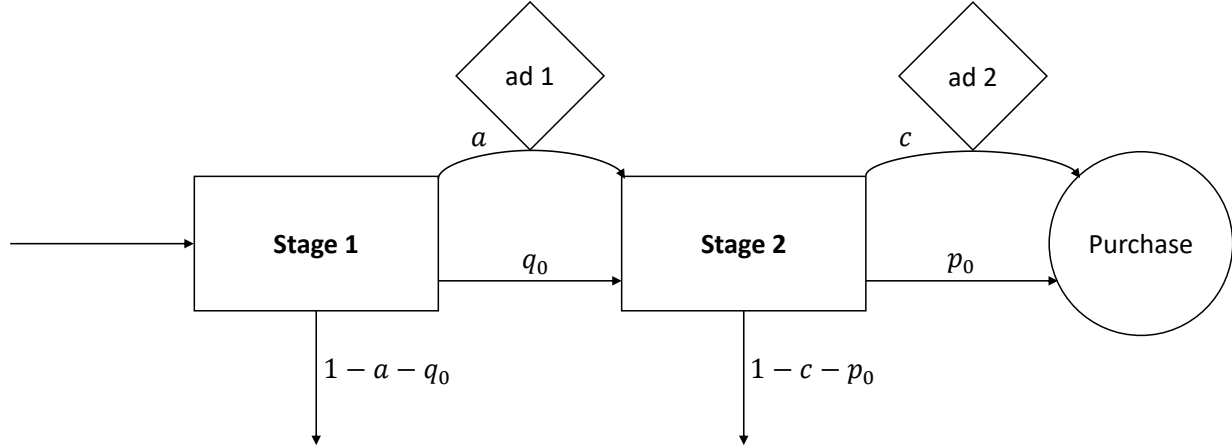 ad 1
ad 2
a
c
Stage 1
Stage 2
Purchase
q₀
p₀
1 − a − q₀
1 − c − p₀